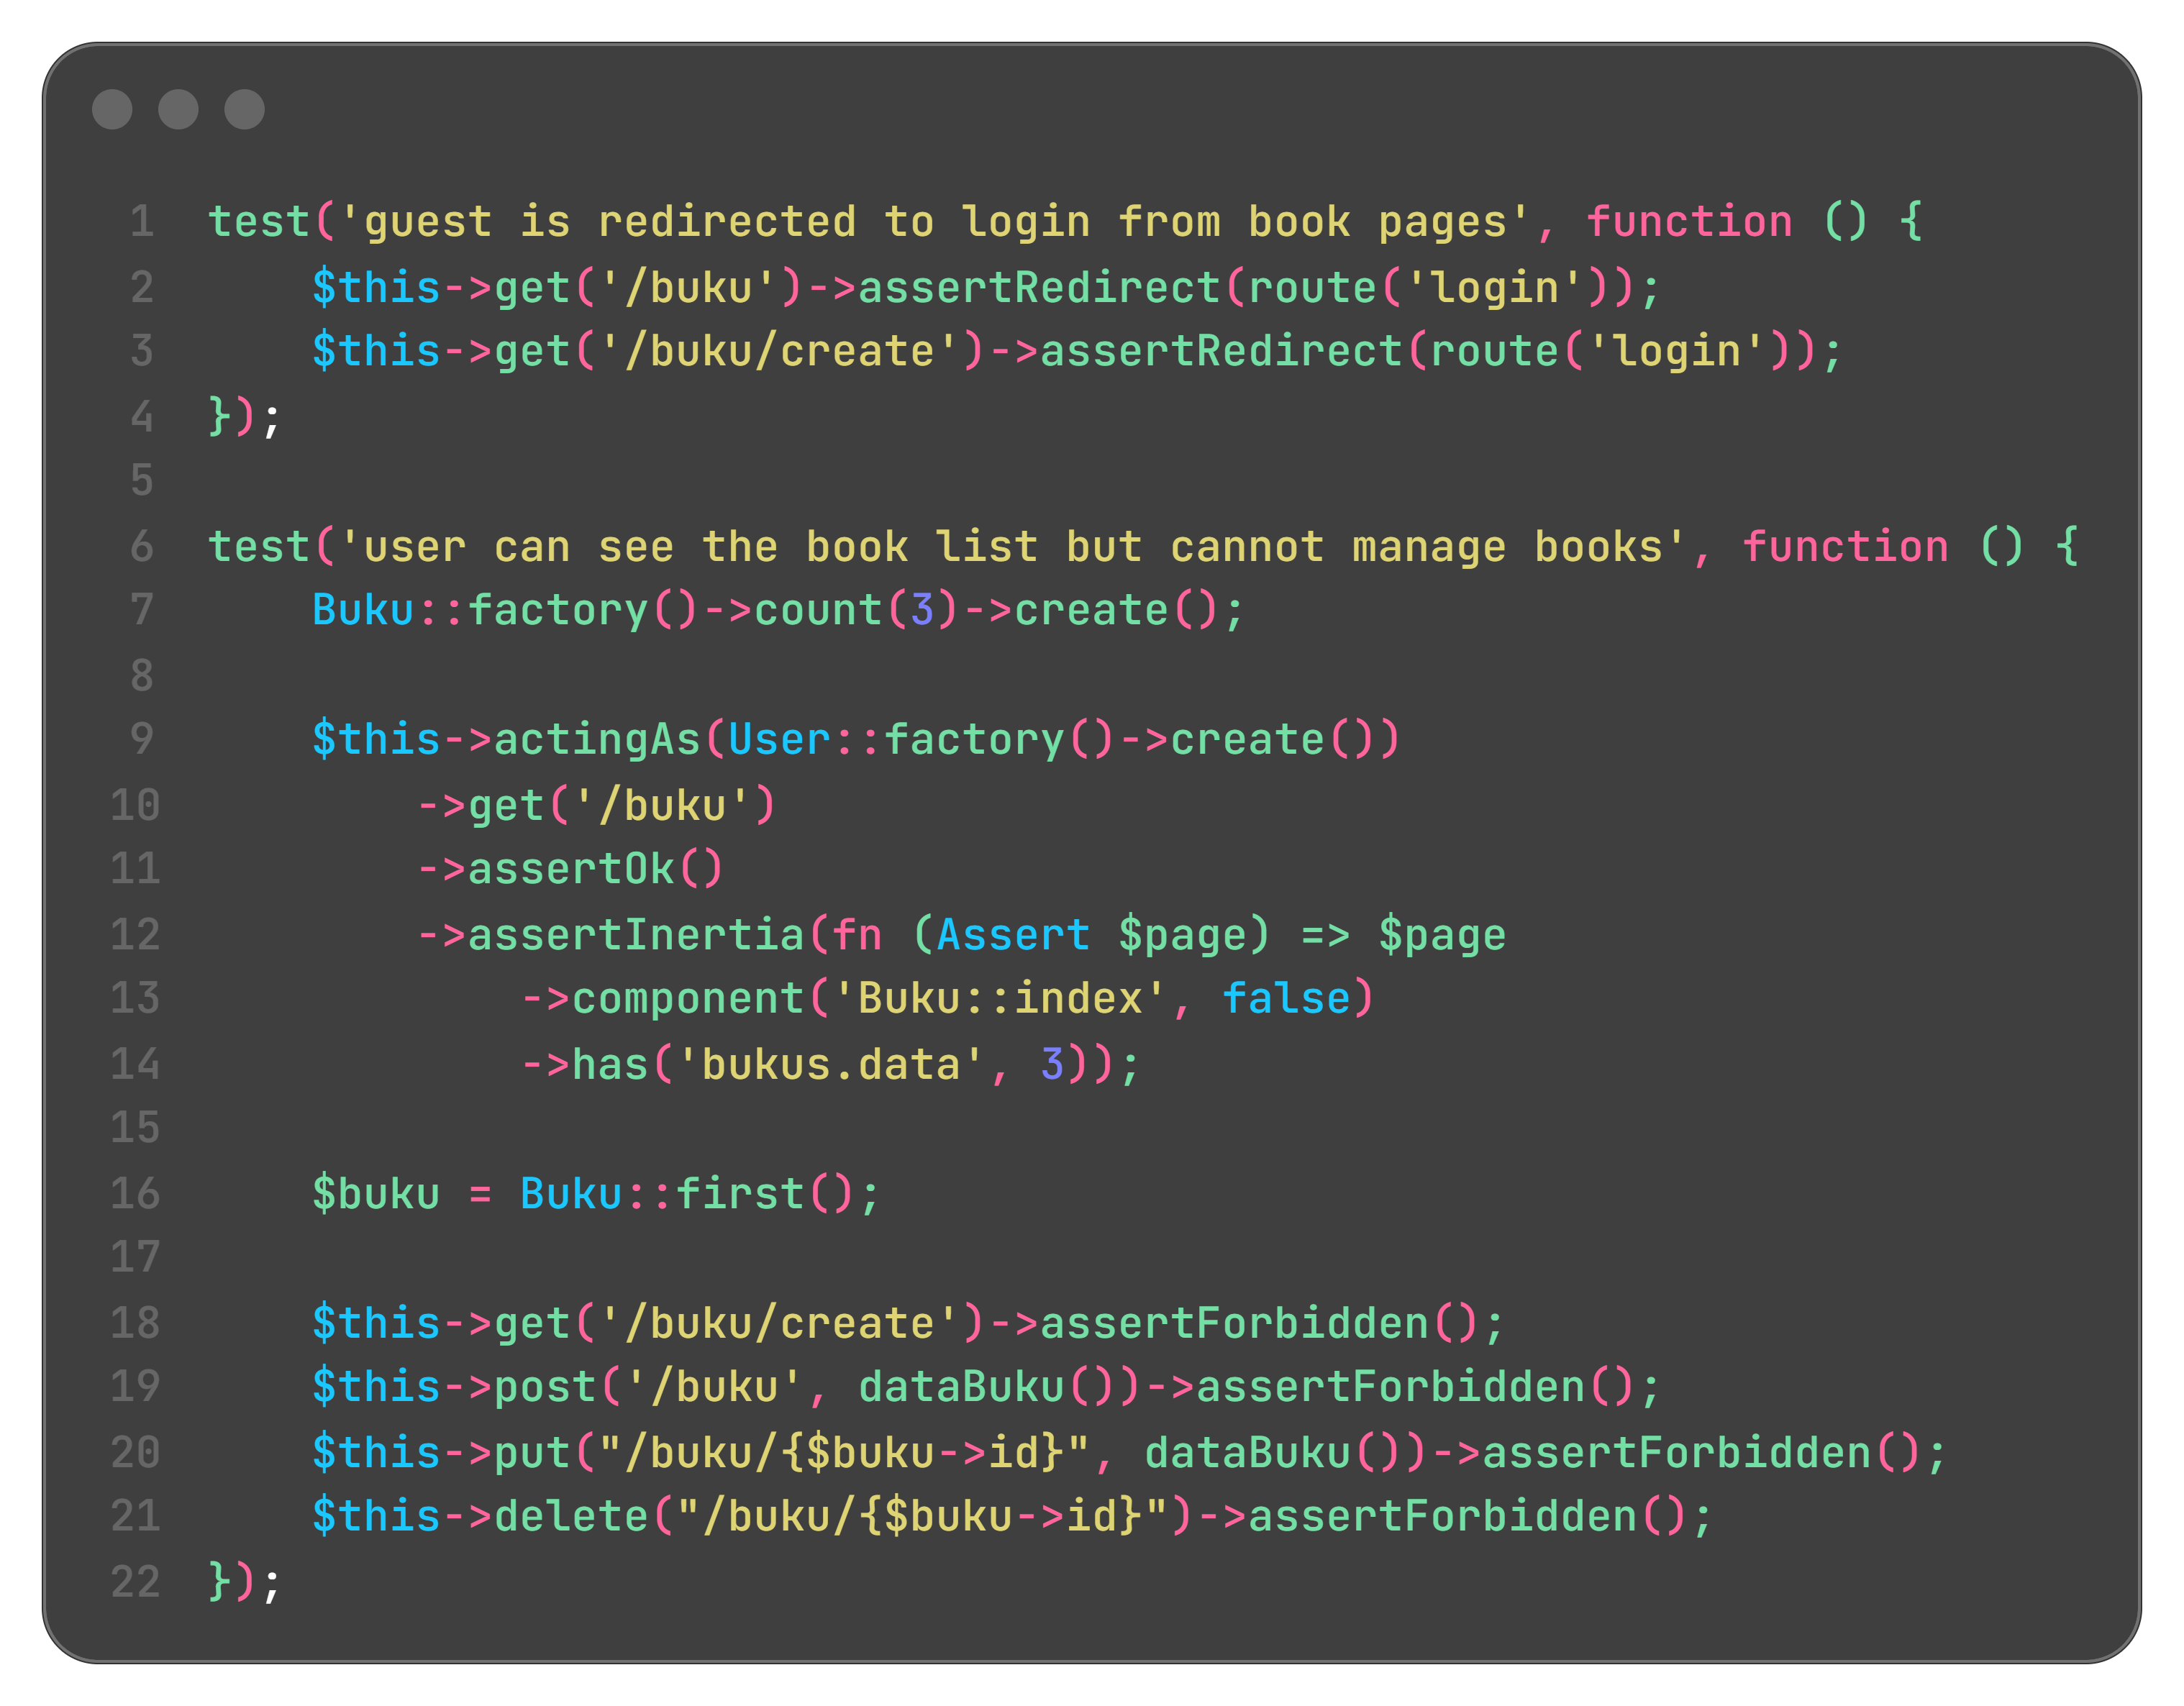 1 test('guest is redirected to login from book pages', function () {
2     $this->get('/buku')->assertRedirect(route('login'));
3     $this->get('/buku/create')->assertRedirect(route('login'));
4 });
5
6 test('user can see the book list but cannot manage books', function () {
7     Buku::factory()->count(3)->create();
8
9     $this->actingAs(User::factory()->create())
10         ->get('/buku')
11         ->assertOk()
12         ->assertInertia(fn (Assert $page) => $page
13             ->component('Buku::index', false)
14             ->has('bukus.data', 3));
15
16     $buku = Buku::first();
17
18     $this->get('/buku/create')->assertForbidden();
19     $this->post('/buku', dataBuku())->assertForbidden();
20     $this->put("/buku/{$buku->id}", dataBuku())->assertForbidden();
21     $this->delete("/buku/{$buku->id}")->assertForbidden();
22 });